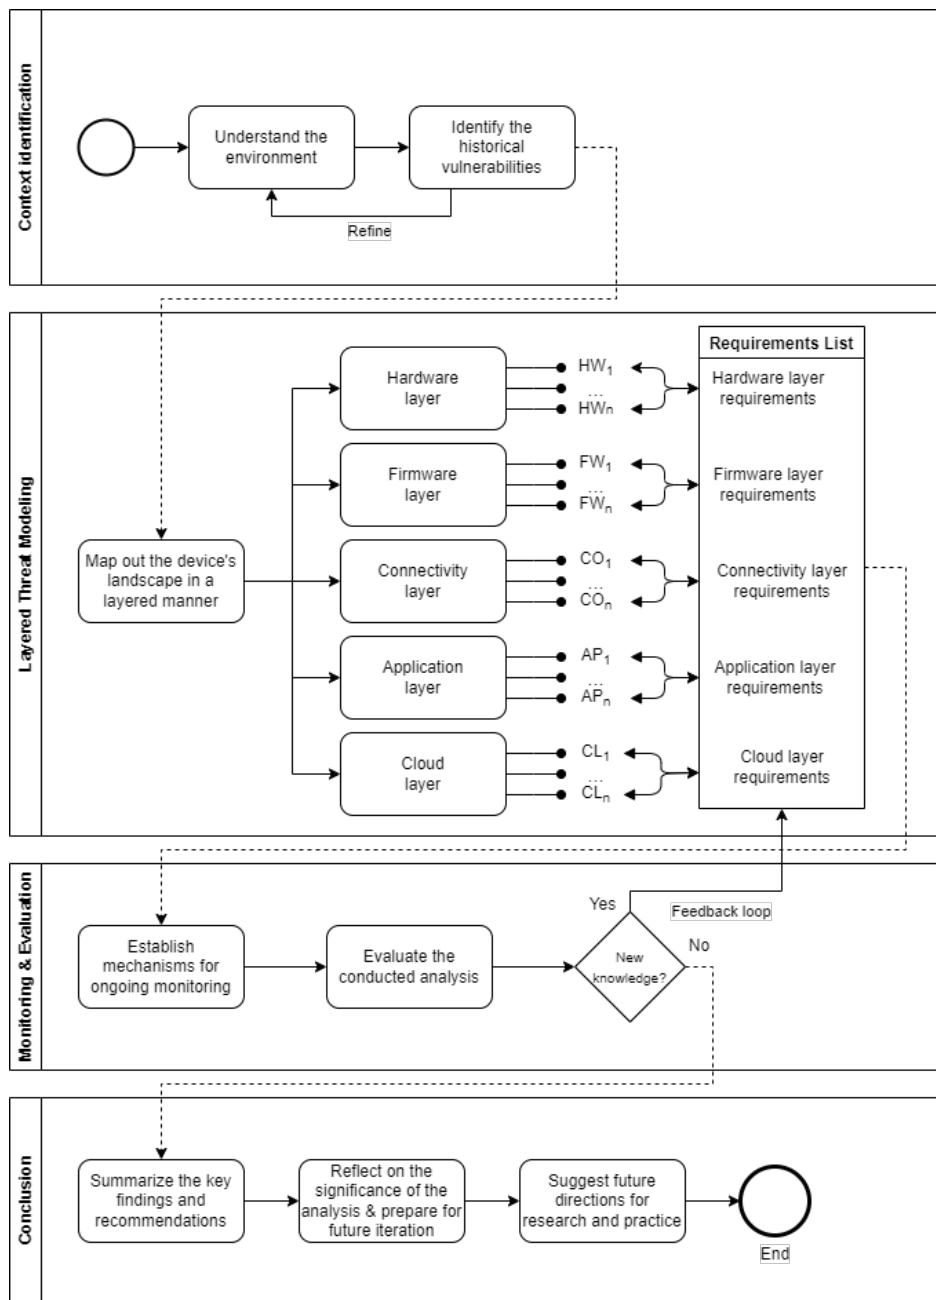 Context identification
Understand the
environment
Identify the
historical
vulnerabilities
Refine
Layered Threat Modeling
Map out the device's
landscape in a
layered manner
Hardware
layer
HW1
...
HWn
Firmware
layer
FW1
...
FWn
Connectivity
layer
CO1
...
COn
Application
layer
AP1
...
APn
Cloud
layer
CL1
...
CLn
Requirements List
Hardware layer
requirements
Firmware layer
requirements
Connectivity layer
requirements
Application layer
requirements
Cloud layer
requirements
Monitoring & Evaluation
Establish
mechanisms for
ongoing monitoring
Evaluate the
conducted analysis
New
knowledge?
Yes
Feedback loop
No
Conclusion
Summarize the key
findings and
recommendations
Reflect on the
significance of the
analysis & prepare for
future iteration
Suggest future
directions for
research and practice
End